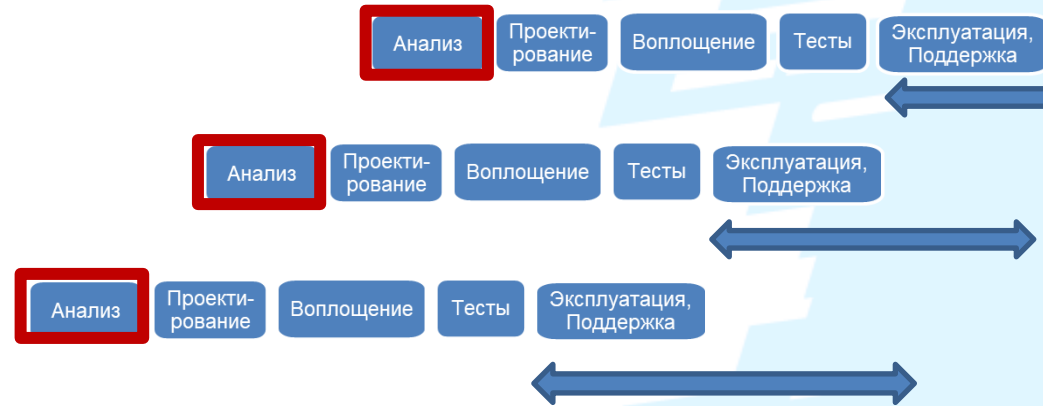 Анализ
Проекти-
рование
Воплощение
Тесты
Эксплуатация,
Поддержка
Анализ
Проекти-
рование
Воплощение
Тесты
Эксплуатация,
Поддержка
Анализ
Проекти-
рование
Воплощение
Тесты
Эксплуатация,
Поддержка